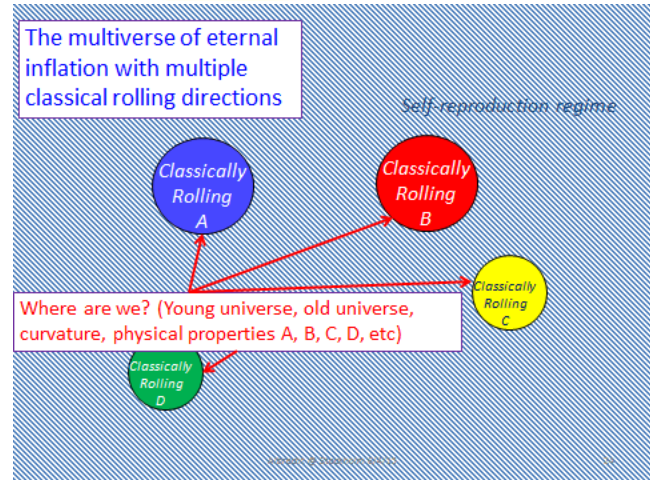 The multiverse of eternal
inflation with multiple
classical rolling directions
Self-reproduction regime
Classically
Rolling
A
Classically
Rolling
B
Classically
Rolling
C
Where are we? (Young universe, old universe,
curvature, physical properties A, B, C, D, etc)
Classically
Rolling
D